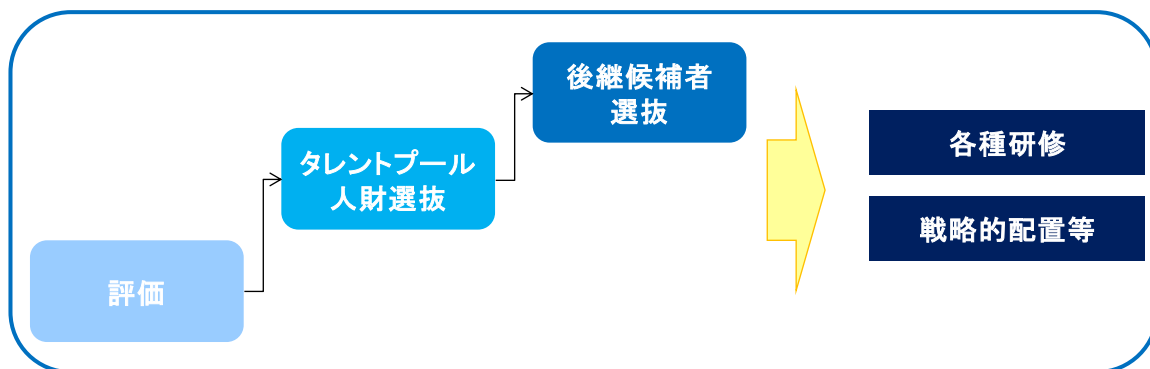 評価
タレントプール
人財選抜
後継候補者
選抜
各種研修
戦略的配置等